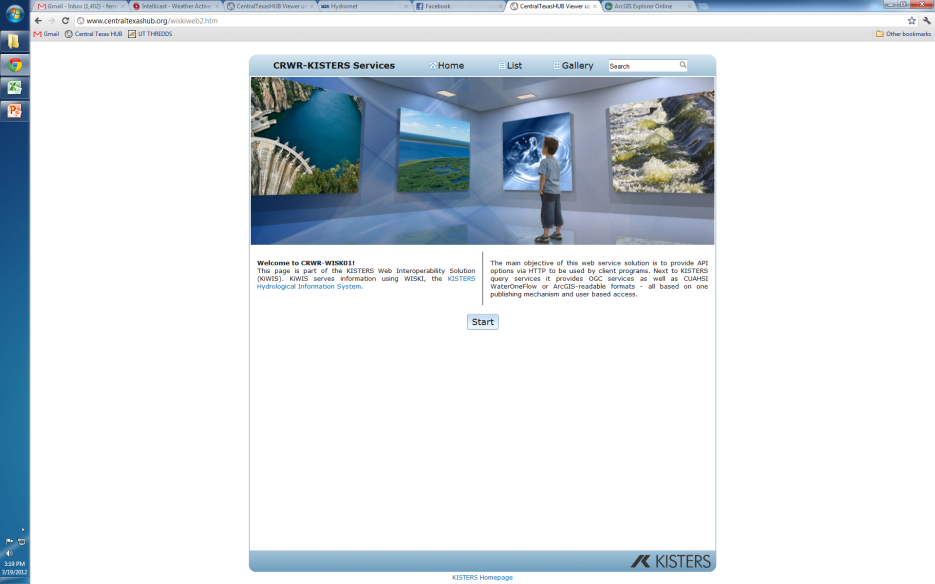 Gmail - Inbox (1,402) - fern
Intellicast - Weather Active
CentralTexasHUB Viewer us
Hydromet
Facebook
CentralTexasHUB Viewer us
ArcGIS Explorer Online
www.centraltexashub.org/wiskiweb2.htm
Gmail Central Texas HUB UT THREDDS Other bookmarks
CRWR-KISTERS Services Home List Gallery Search
Welcome to CRWR-WISK01!
This page is part of the KISTERS Web Interoperability Solution
(KiWIS). KiWIS serves information using WISKI, the KISTERS
Hydrological Information System.
The main objective of this web service solution is to provide API
options via HTTP to be used by client programs. Next to KISTERS
query services it provides OGC services as well as CUAHSI
WaterOneFlow or ArcGIS-readable formats - all based on one
publishing mechanism and user based access.
Start
KISTERS
KISTERS Homepage
3:19 PM
3/19/2012